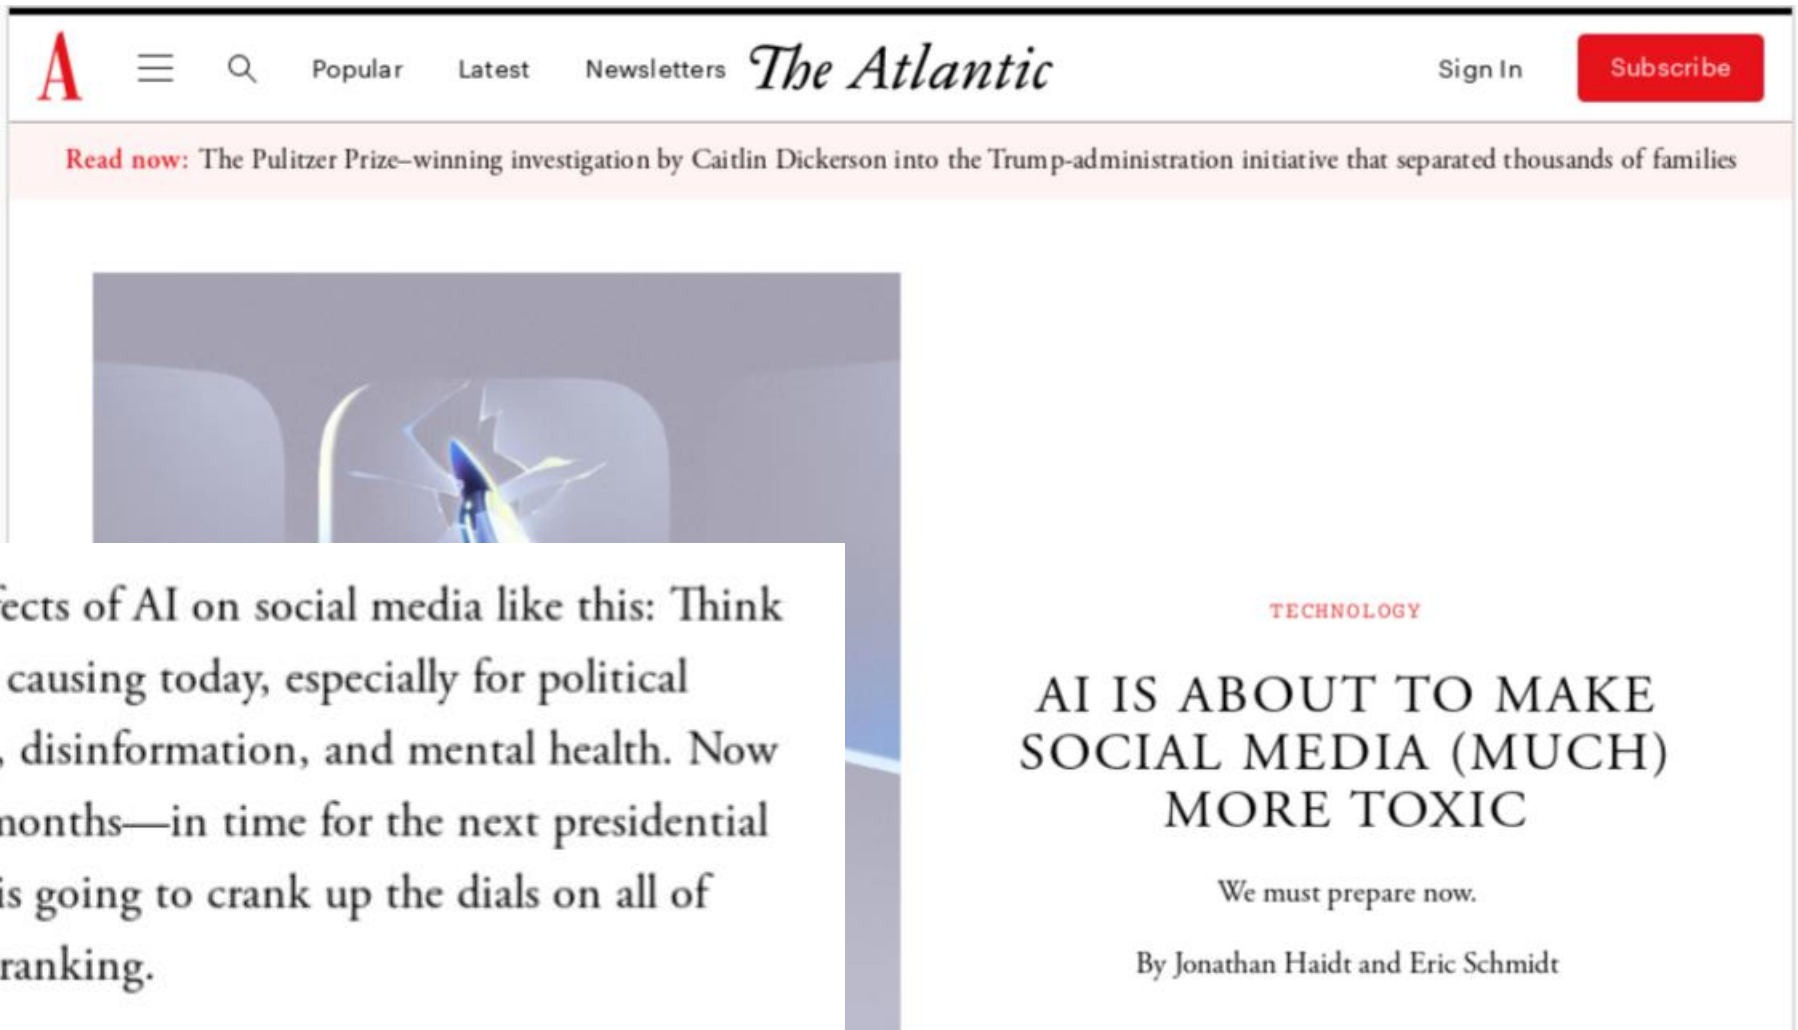 A Popular Latest Newsletters The Atlantic Sign In Subscribe
Read now: The Pulitzer Prize–winning investigation by Caitlin Dickerson into the Trump-administration initiative that separated thousands of families
of AI on social media like this: Think
causing today, especially for political
, disinformation, and mental health. Now
in time for the next presidential
is going to crank up the dials on all of
TECHNOLOGY
AI IS ABOUT TO MAKE
SOCIAL MEDIA (MUCH)
MORE TOXIC
We must prepare now.
By Jonathan Haidt and Eric Schmidt